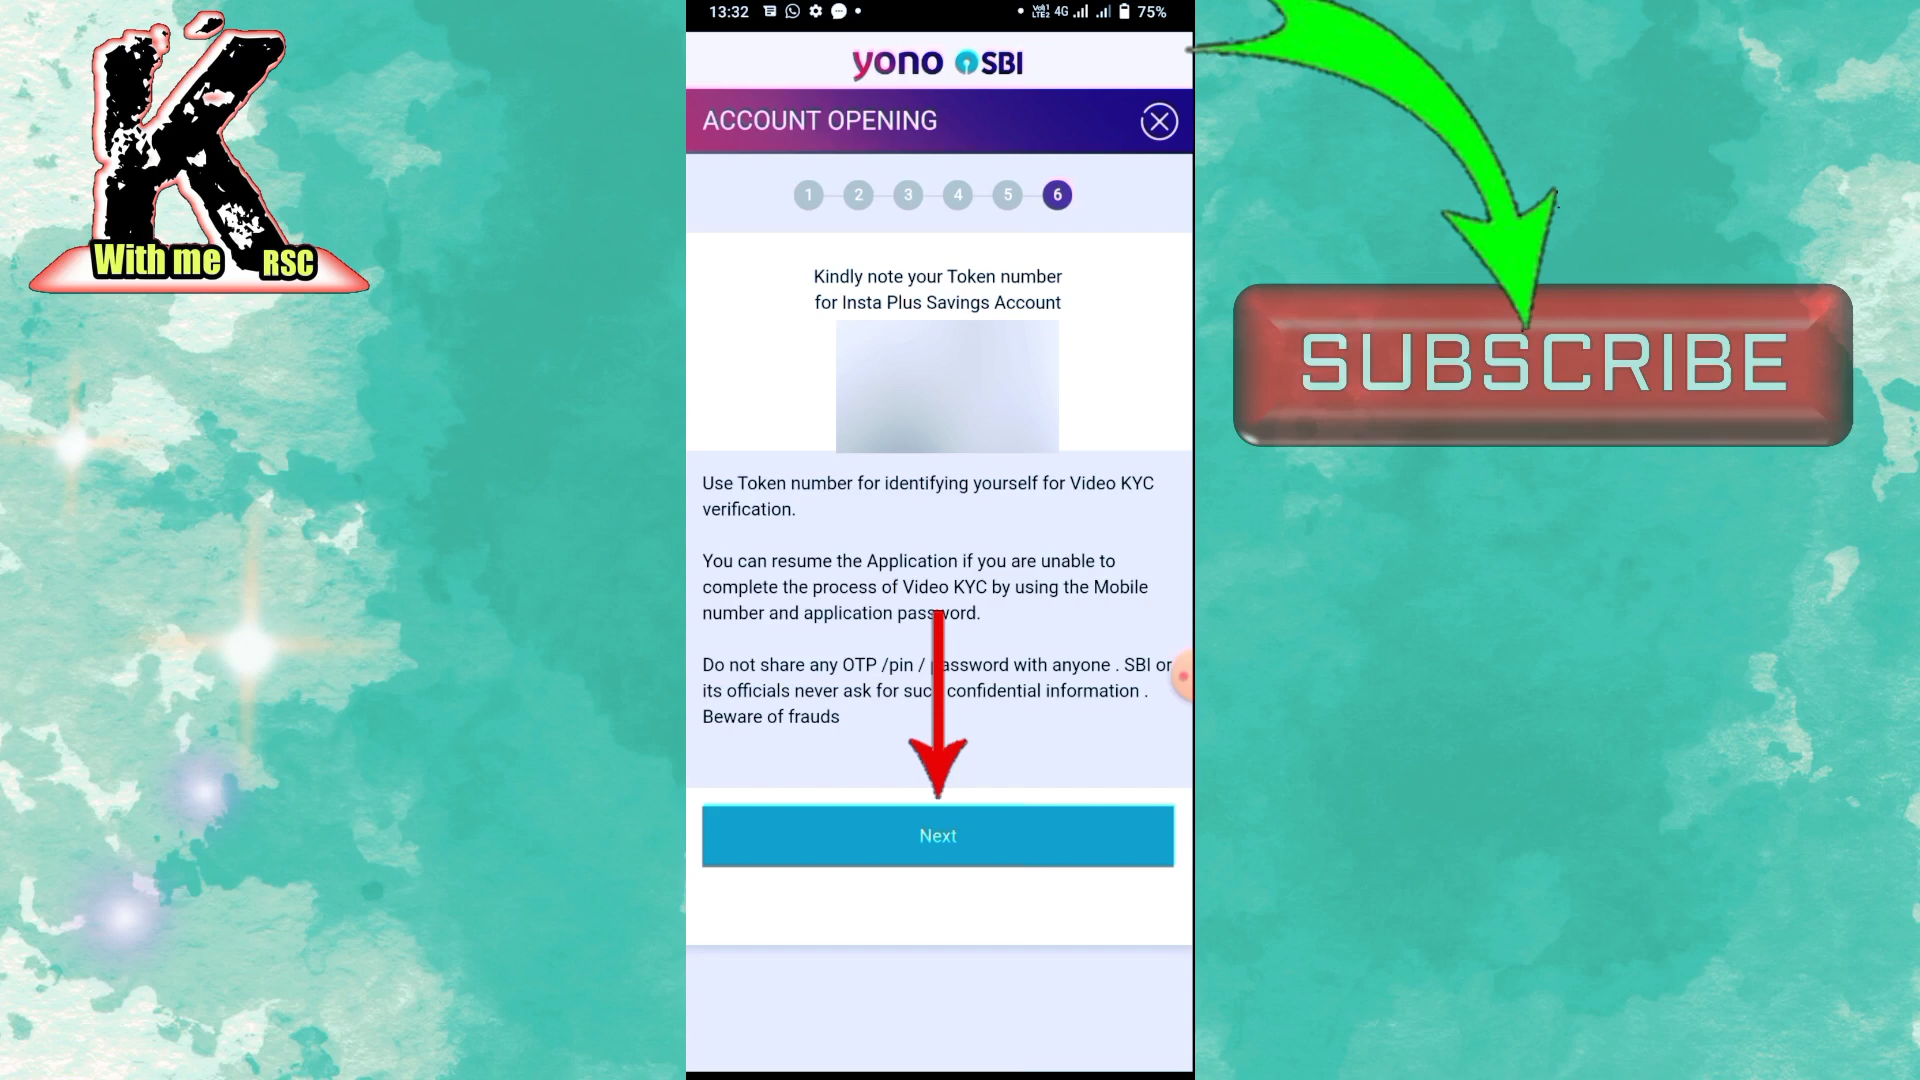 K
With me RSC
13:32
4G
75%
yono SBI
ACCOUNT OPENING
1 2 3 4 5 6
Kindly note your Token number
for Insta Plus Savings Account
Use Token number for identifying yourself for Video KYC
verification.
You can resume the Application if you are unable to
complete the process of Video KYC by using the Mobile
number and application password.
Do not share any OTP /pin / password with anyone . SBI or
its officials never ask for such confidential information .
Beware of frauds
Next
SUBSCRIBE